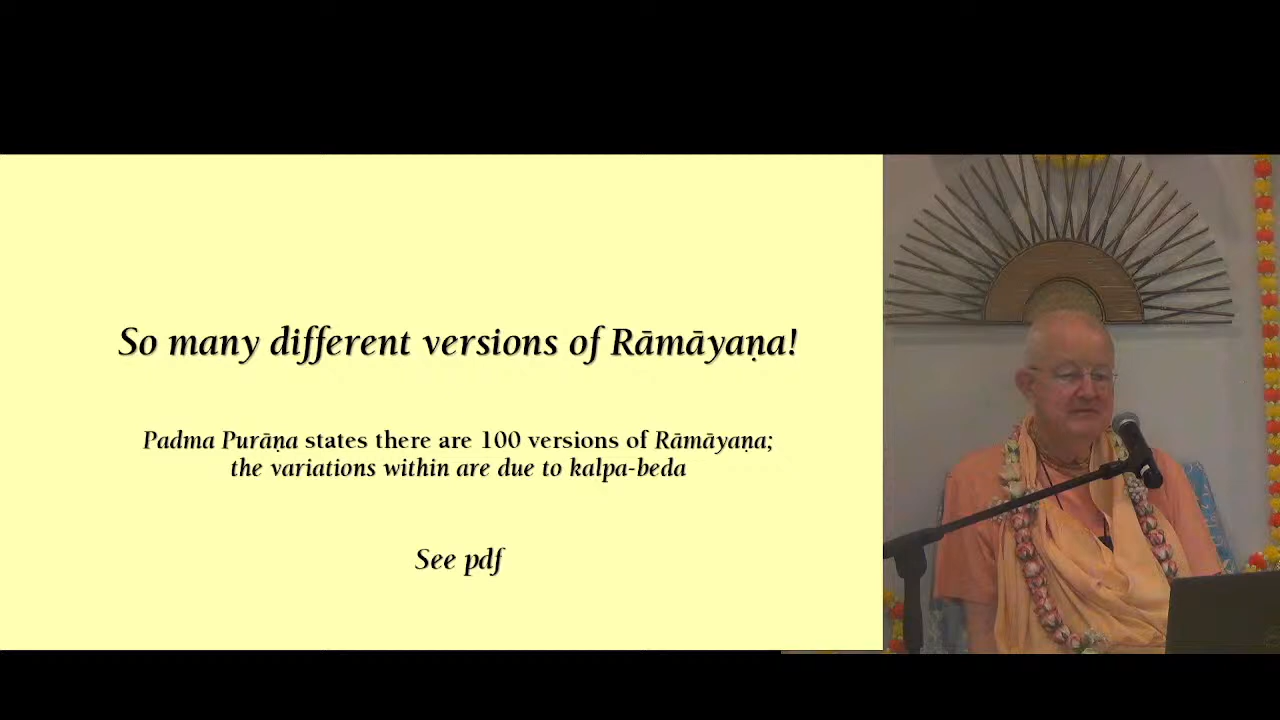 So many different versions of Rāmāyaṇa!
Padma Purāṇa states there are 100 versions of Rāmāyaṇa;
the variations within are due to kalpa-beda
See pdf